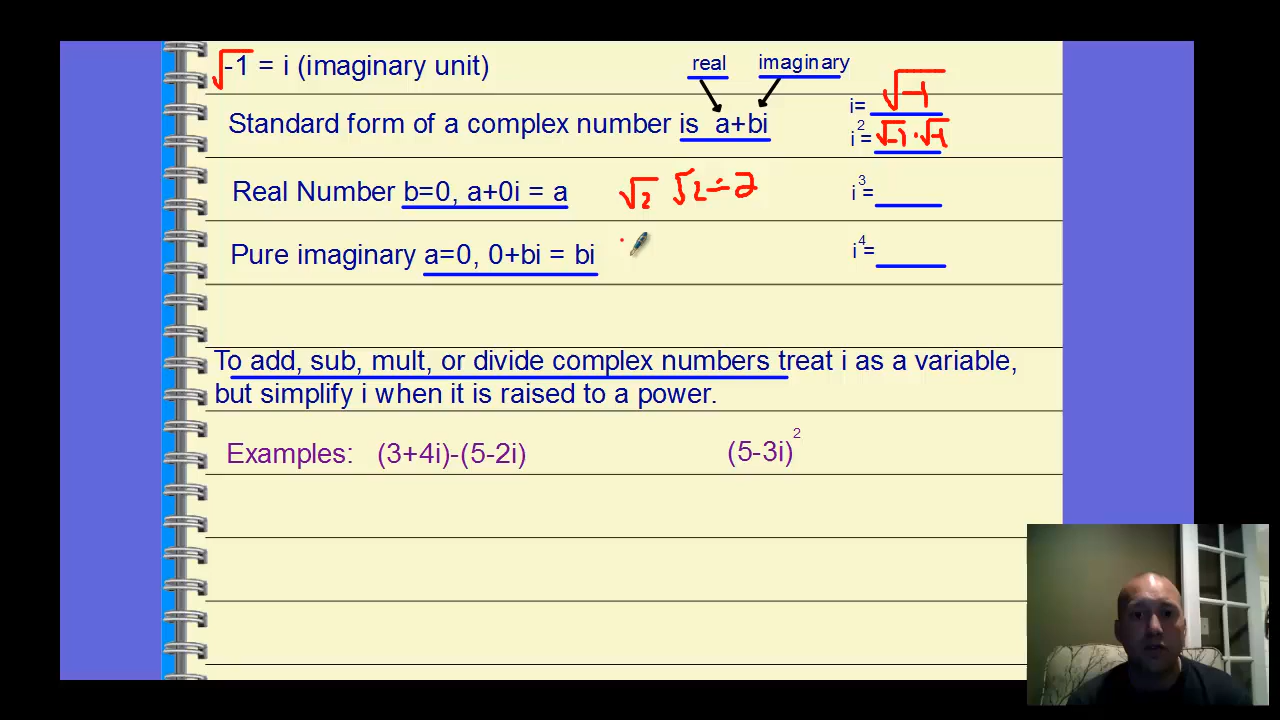 √-1 = i (imaginary unit)
real imaginary
i= √-1
Standard form of a complex number is a+bi
i²= √-1 · √-1
Real Number b=0, a+0i = a
√2 √2 = 2
i³=
Pure imaginary a=0, 0+bi = bi
i⁴=
To add, sub, mult, or divide complex numbers treat i as a variable,
but simplify i when it is raised to a power.
Examples: (3+4i)-(5-2i) (5-3i)²